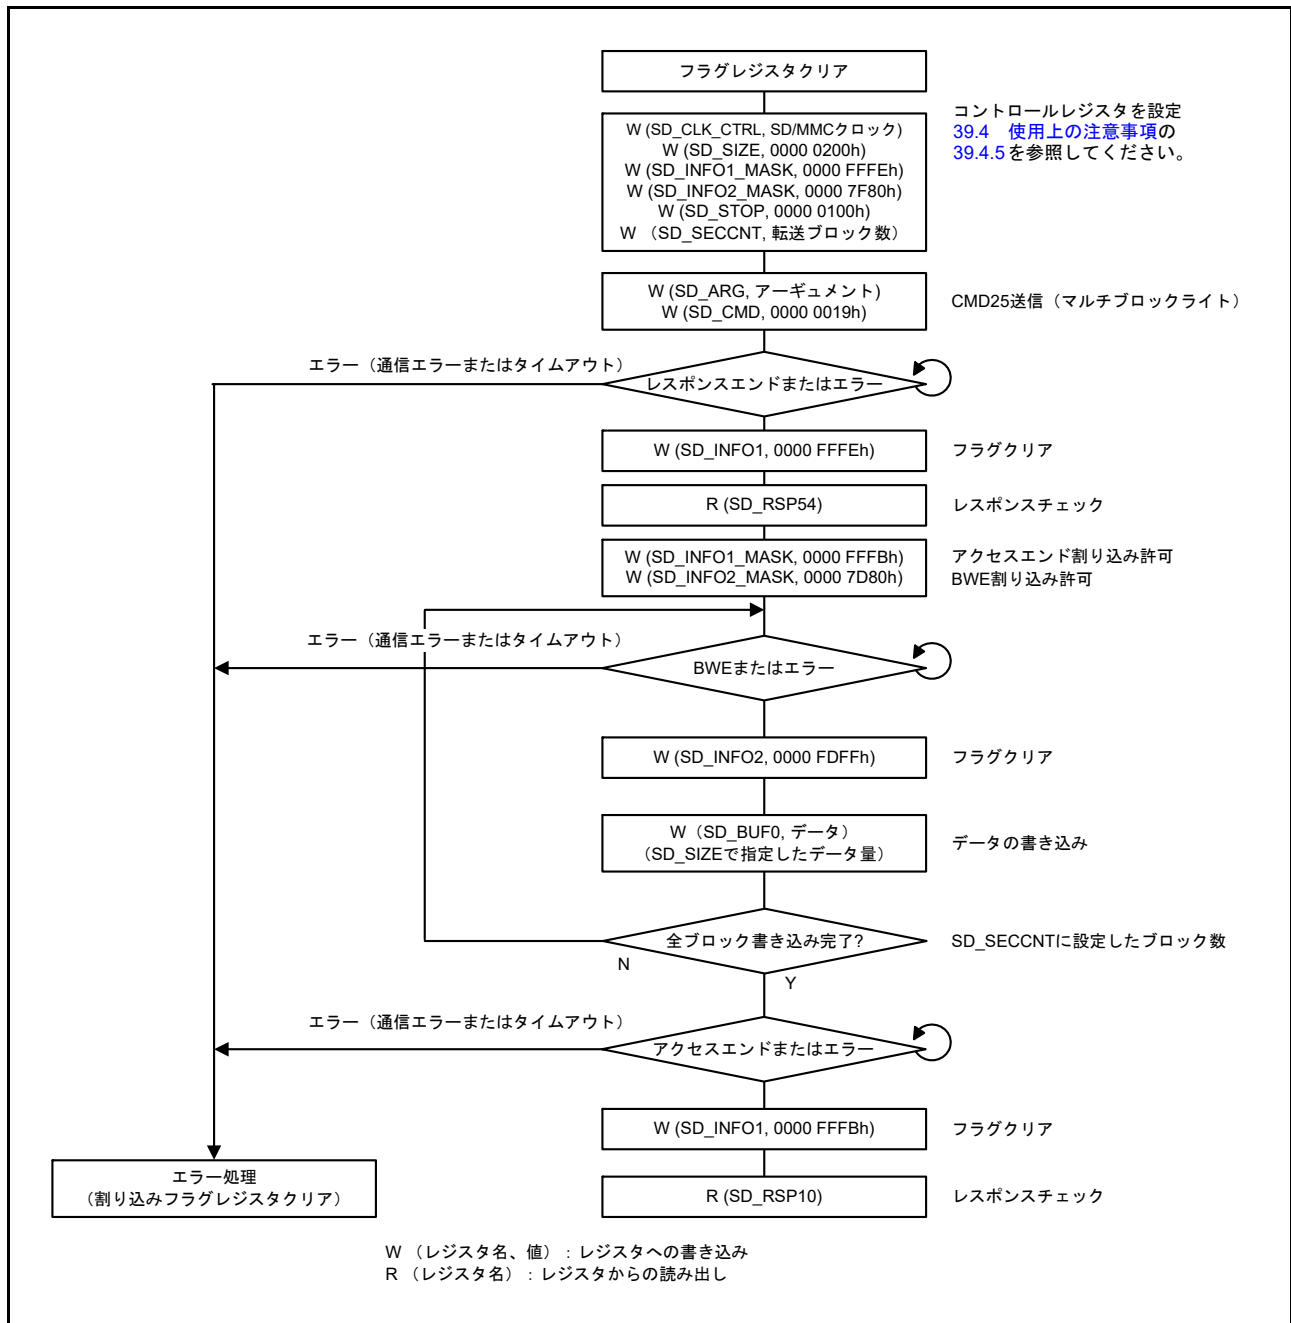 フラグレジスタクリア
W (SD_CLK_CTRL, SD/MMCクロック)
W (SD_SIZE, 0000 0200h)
W (SD_INFO1_MASK, 0000 FFFEh)
W (SD_INFO2_MASK, 0000 7F80h)
W (SD_STOP, 0000 0100h)
W （SD_SECCNT, 転送ブロック数）
コントロールレジスタを設定
39.4 使用上の注意事項の
39.4.5を参照してください。
W (SD_ARG, アーギュメント)
W (SD_CMD, 0000 0019h)
CMD25送信（マルチブロックライト）
エラー（通信エラーまたはタイムアウト）
レスポンスエンドまたはエラー
W (SD_INFO1, 0000 FFFEh)
フラグクリア
R (SD_RSP54)
レスポンスチェック
W (SD_INFO1_MASK, 0000 FFFBh)
W (SD_INFO2_MASK, 0000 7D80h)
アクセスエンド割り込み許可
BWE割り込み許可
エラー（通信エラーまたはタイムアウト）
BWEまたはエラー
W (SD_INFO2, 0000 FDFFh)
フラグクリア
W（SD_BUF0, データ）
（SD_SIZEで指定したデータ量）
データの書き込み
全ブロック書き込み完了?
SD_SECCNTに設定したブロック数
N
Y
エラー（通信エラーまたはタイムアウト）
アクセスエンドまたはエラー
W (SD_INFO1, 0000 FFFBh)
フラグクリア
エラー処理
（割り込みフラグレジスタクリア）
R (SD_RSP10)
レスポンスチェック
W （レジスタ名、値）：レジスタへの書き込み
R （レジスタ名）：レジスタからの読み出し